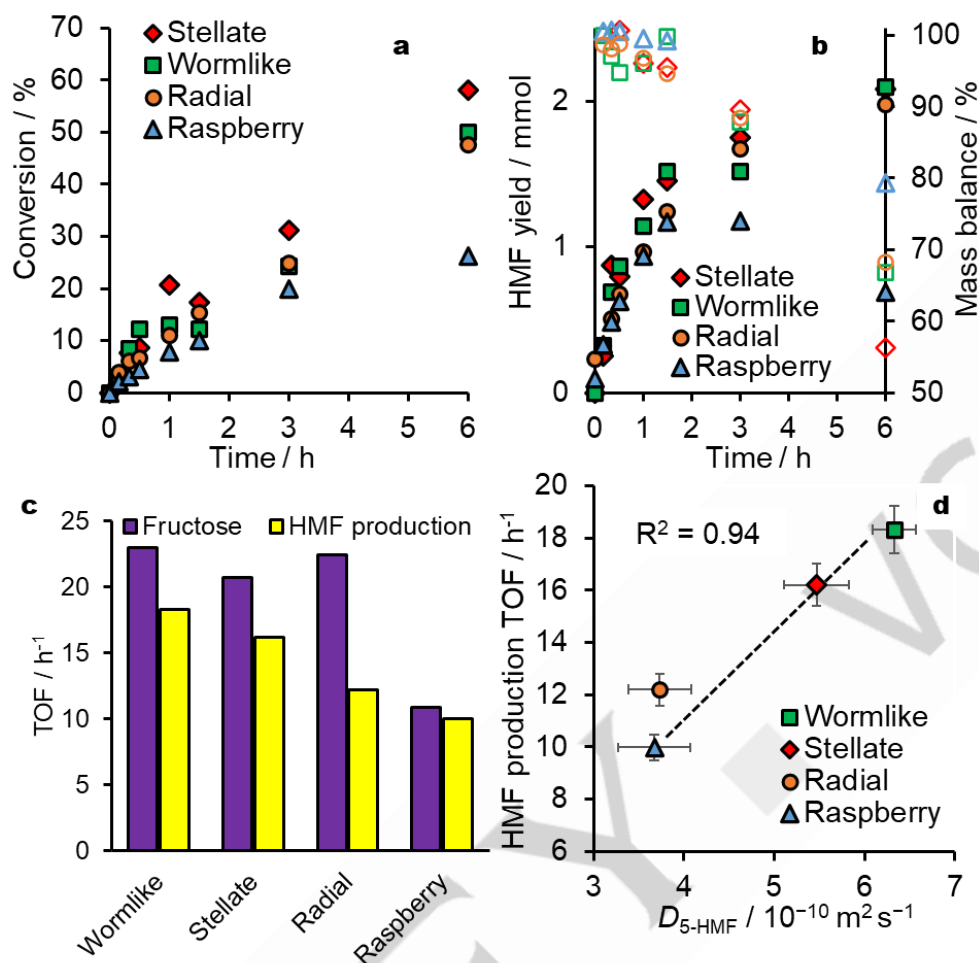 a
Conversion / %
70
60
50
40
30
20
10
0
Stellate
Wormlike
Radial
Raspberry
0 1 2 3 4 5 6
Time / h
b
HMF yield / mmol
2
1
0
Stellate
Wormlike
Radial
Raspberry
100
90
80
70
60
50
Mass balance / %
0 1 2 3 4 5 6
Time / h
c
TOF / h⁻¹
25
20
15
10
5
0
Fructose HMF production
Wormlike
Stellate
Radial
Raspberry
d
HMF production TOF / h⁻¹
20
18
16
14
12
10
8
6
R² = 0.94
Wormlike
Stellate
Radial
Raspberry
3 4 5 6 7
D₅₋HMF / 10⁻¹⁰ m² s⁻¹